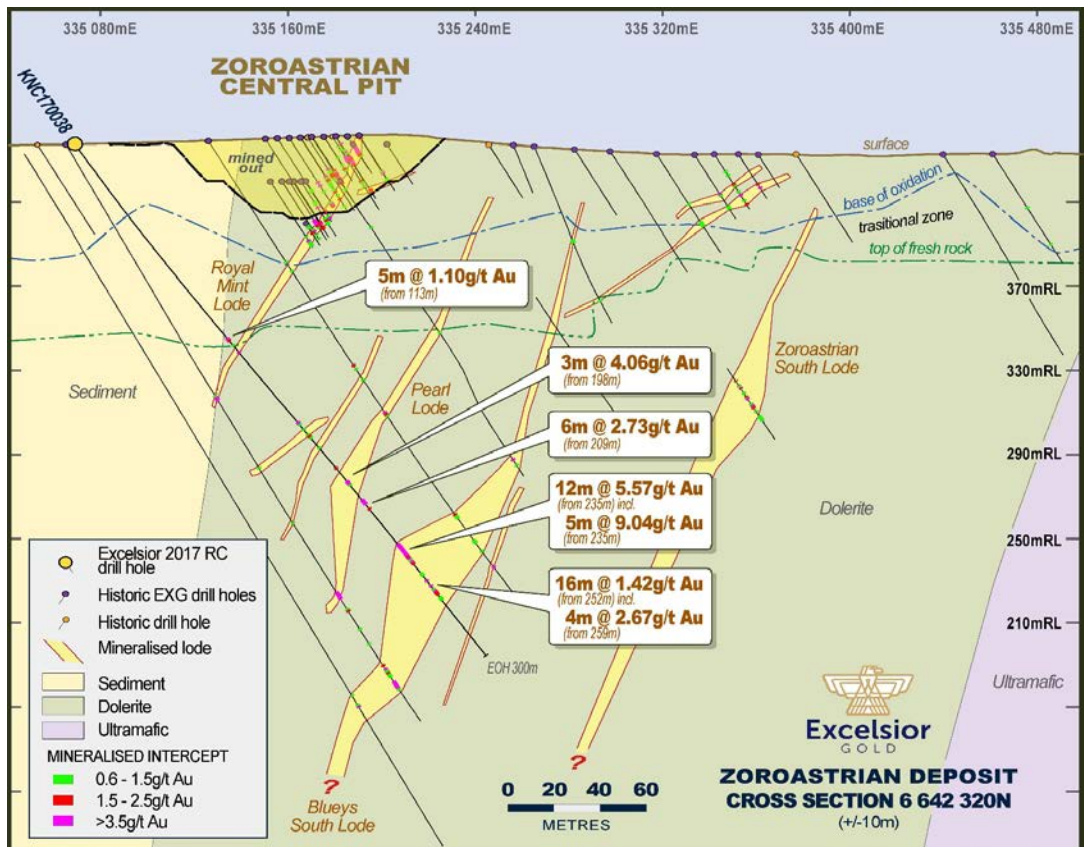 335 080mE
335 160mE
335 240mE
335 320mE
335 400mE
335 480mE
KNC170038
ZOROASTRIAN
CENTRAL PIT
mined
out
surface
base of oxidation
trasitional zone
top of fresh rock
Royal
Mint
Lode
5m @ 1.10g/t Au
(from 113m)
370mRL
Sediment
Pearl
Lode
3m @ 4.06g/t Au
(from 198m)
Zoroastrian
South Lode
330mRL
6m @ 2.73g/t Au
(from 209m)
290mRL
12m @ 5.57g/t Au
(from 235m) incl.
5m @ 9.04g/t Au
(from 235m)
Dolerite
250mRL
16m @ 1.42g/t Au
(from 252m) incl.
4m @ 2.67g/t Au
(from 259m)
210mRL
EOH 300m
Ultramafic
Excelsior 2017 RC
drill hole
Historic EXG drill holes
Historic drill hole
Mineralised lode
Sediment
Dolerite
Ultramafic
MINERALISED INTERCEPT
0.6 - 1.5g/t Au
1.5 - 2.5g/t Au
>3.5g/t Au
?
Blueys
South Lode
?
0 20 40 60
METRES
Excelsior
GOLD
ZOROASTRIAN DEPOSIT
CROSS SECTION 6 642 320N
(+/-10m)